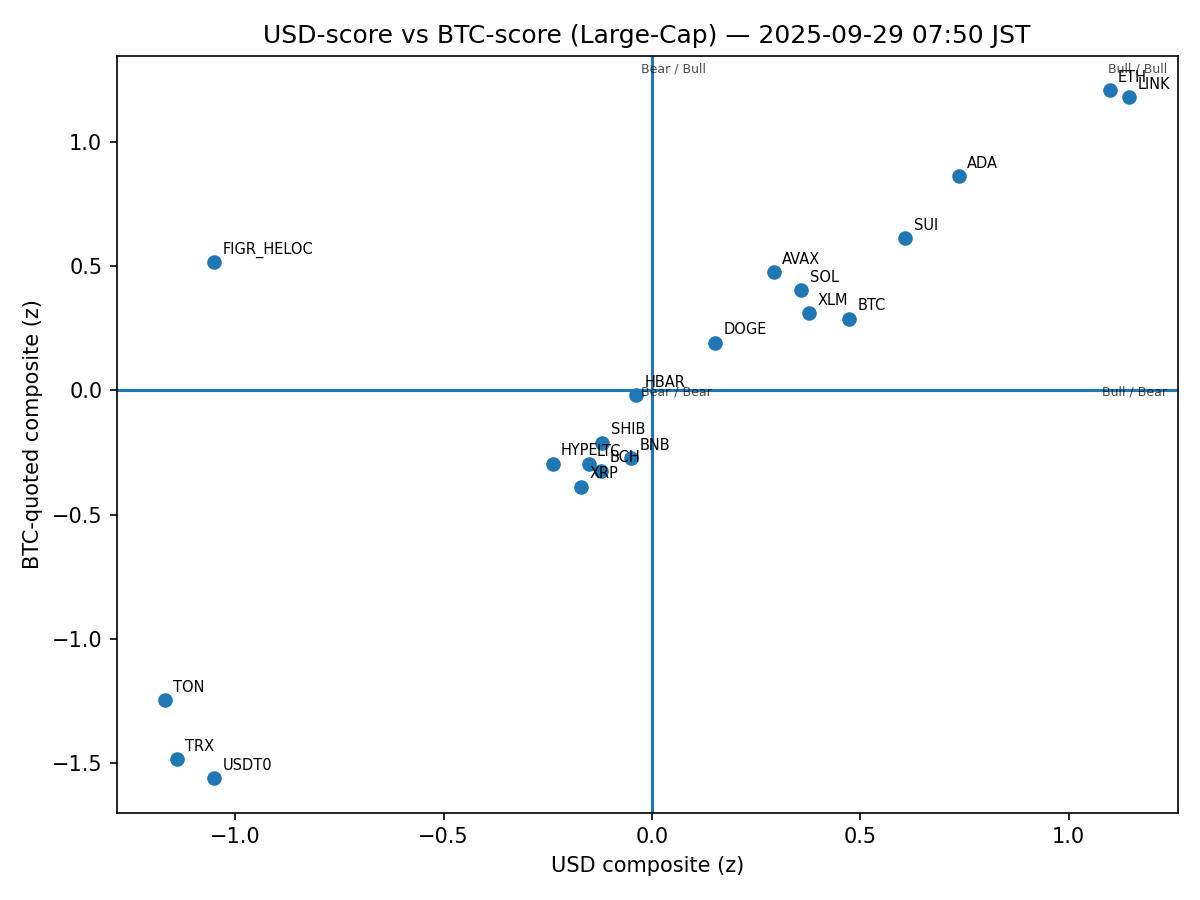 USD-score vs BTC-score (Large-Cap) — 2025-09-29 07:50 JST
Bear / Bull
Bull / Bull
ETH
LINK
1.0
ADA
SUI
FIGR_HELOC
AVAX
0.5
SOL
XLM
BTC
DOGE
HBAR
0.0
Bear / Bear
Bull / Bear
SHIB
BNB
HYPE
LTC
BCH
XRP
−0.5
−1.0
TON
TRX
−1.5
USDT0
−1.0
−0.5
0.0
0.5
1.0
USD composite (z)
BTC-quoted composite (z)